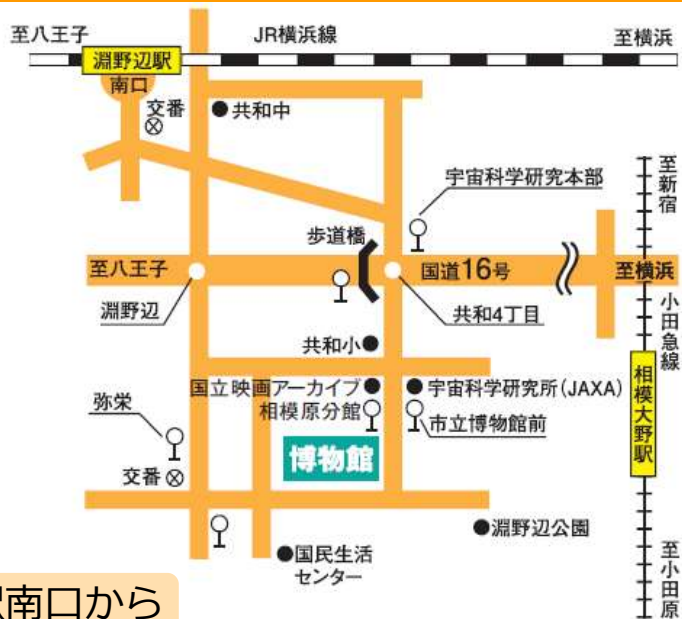 至八王子
JR横浜線
至横浜
淵野辺駅
南口
交番
共和中
至新宿
宇宙科学研究本部
歩道橋
至八王子
国道16号
至横浜
淵野辺
共和4丁目
小田急線
共和小
国立映画アーカイブ
相模原分館
宇宙科学研究所(JAXA)
市立博物館前
相模大野駅
弥栄
博物館
交番
淵野辺公園
国民生活
センター
至小田原
駅南口から